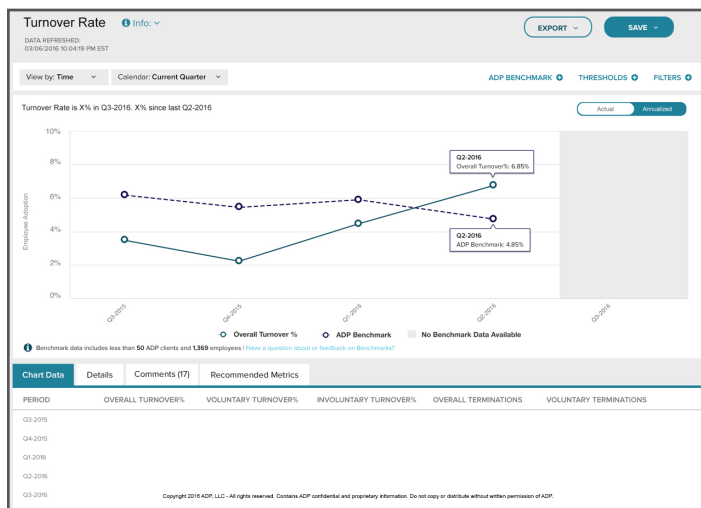 Turnover Rate Info:
DATA REFRESHED:
03/06/2016 10:04:19 PM EST
EXPORT
SAVE
View by: Time
Calendar: Current Quarter
ADP BENCHMARK
THRESHOLDS
FILTERS
Turnover Rate is X% in Q3-2016. X% since last Q2-2016
Actual
Annualized
10%
8%
6%
4%
2%
0%
Employee Adoption
Q2-2016
Overall Turnover%: 6.85%
Q2-2016
ADP Benchmark: 4.85%
Q3-2015
Q4-2015
Q1-2016
Q2-2016
Q3-2016
Overall Turnover %
ADP Benchmark
No Benchmark Data Available
Benchmark data includes less than 50 ADP clients and 1,369 employees | Have a question about or feedback on Benchmarks?
Chart Data
Details
Comments (17)
Recommended Metrics
PERIOD OVERALL TURNOVER% VOLUNTARY TURNOVER% INVOLUNTARY TURNOVER% OVERALL TERMINATIONS VOLUNTARY TERMINATIONS
Q3-2015
Q4-2015
Q1-2016
Q2-2016
Q3-2016
Copyright 2016 ADP, LLC - All rights reserved. Contains ADP confidential and proprietary information. Do not copy or distribute without written permission of ADP.